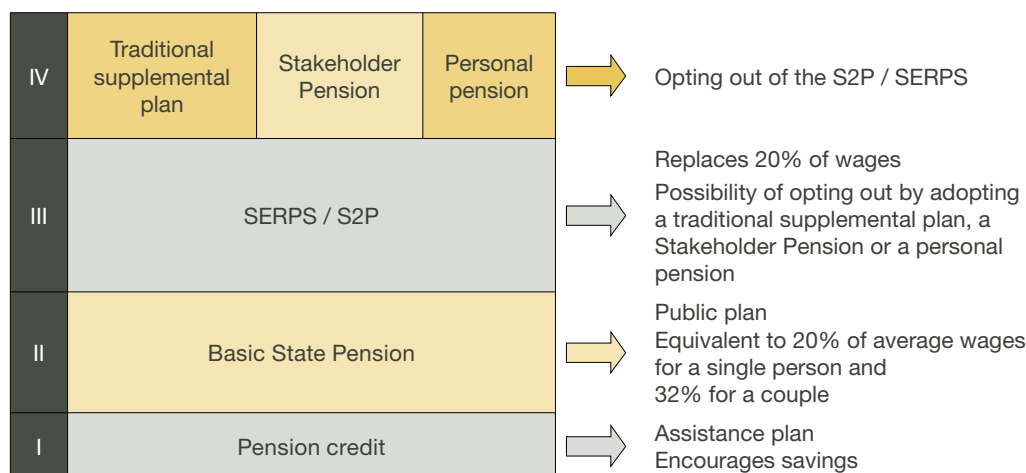 IV
Traditional
supplemental
plan
Stakeholder
Pension
Personal
pension
Opting out of the S2P / SERPS
III
SERPS / S2P
Replaces 20% of wages
Possibility of opting out by adopting
a traditional supplemental plan, a
Stakeholder Pension or a personal
pension
II
Basic State Pension
Public plan
Equivalent to 20% of average wages
for a single person and
32% for a couple
I
Pension credit
Assistance plan
Encourages savings